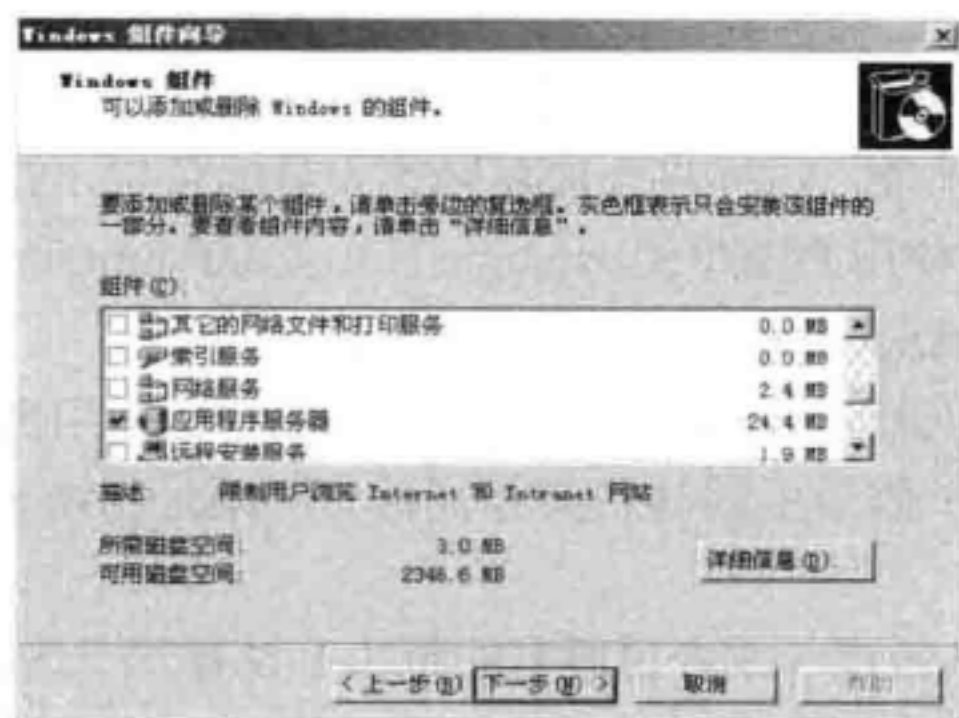 Windows 组件向导
Windows 组件
可以添加或删除 Windows 的组件。
要添加或删除某个组件，请单击旁边的复选框。灰色框表示只会安装该组件的
一部分。要查看组件内容，请单击“详细信息”。
组件(C):
其它的网络文件和打印服务 0.0 MB
索引服务 0.0 MB
网络服务 2.4 MB
应用程序服务器 24.4 MB
远程安装服务 1.9 MB
描述: 限制用户浏览 Internet 和 Intranet 网站
所需磁盘空间: 3.0 MB
可用磁盘空间: 2346.6 MB
详细信息(D)...
< 上一步(B) 下一步(N) > 取消 帮助